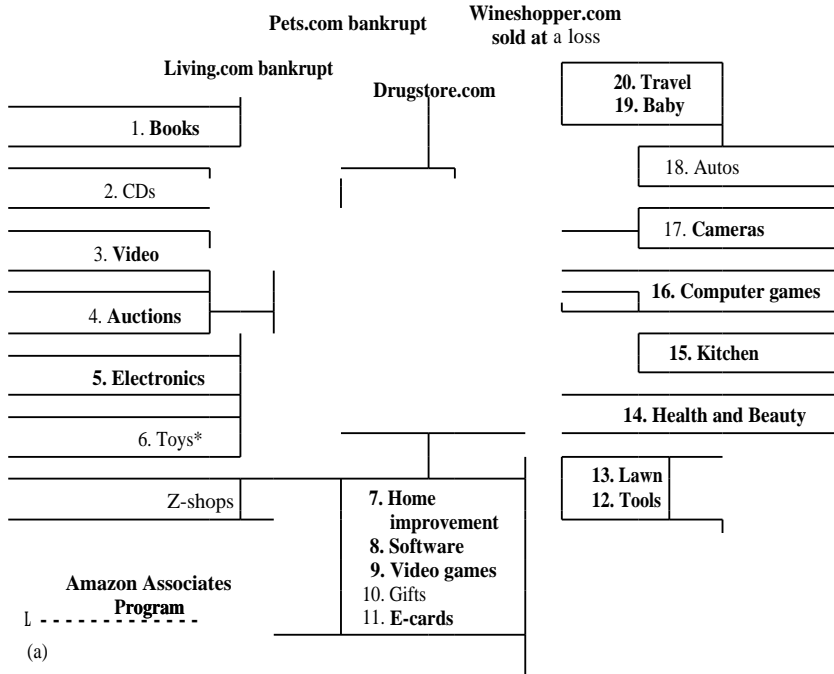 Pets.com bankrupt
Wineshopper.com
sold at a loss
Living.com bankrupt
Drugstore.com
20. Travel
19. Baby
1. Books
18. Autos
2. CDs
17. Cameras
3. Video
16. Computer games
4. Auctions
15. Kitchen
5. Electronics
14. Health and Beauty
6. Toys*
13. Lawn
12. Tools
Z-shops
7. Home
improvement
8. Software
9. Video games
10. Gifts
11. E-cards
Amazon Associates
Program
L - - - - - - - - - - - - - - - -
(a)